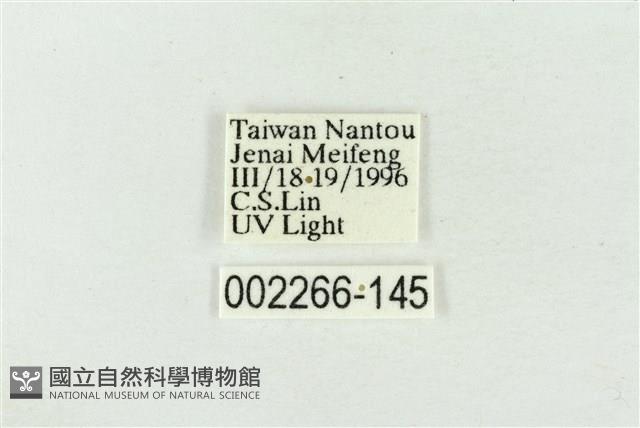 Taiwan Nantou
Jenai Meifeng
III/18-19/1996
C.S.Lin
UV Light
002266-145
國立自然科學博物館
NATIONAL MUSEUM OF NATURAL SCIENCE